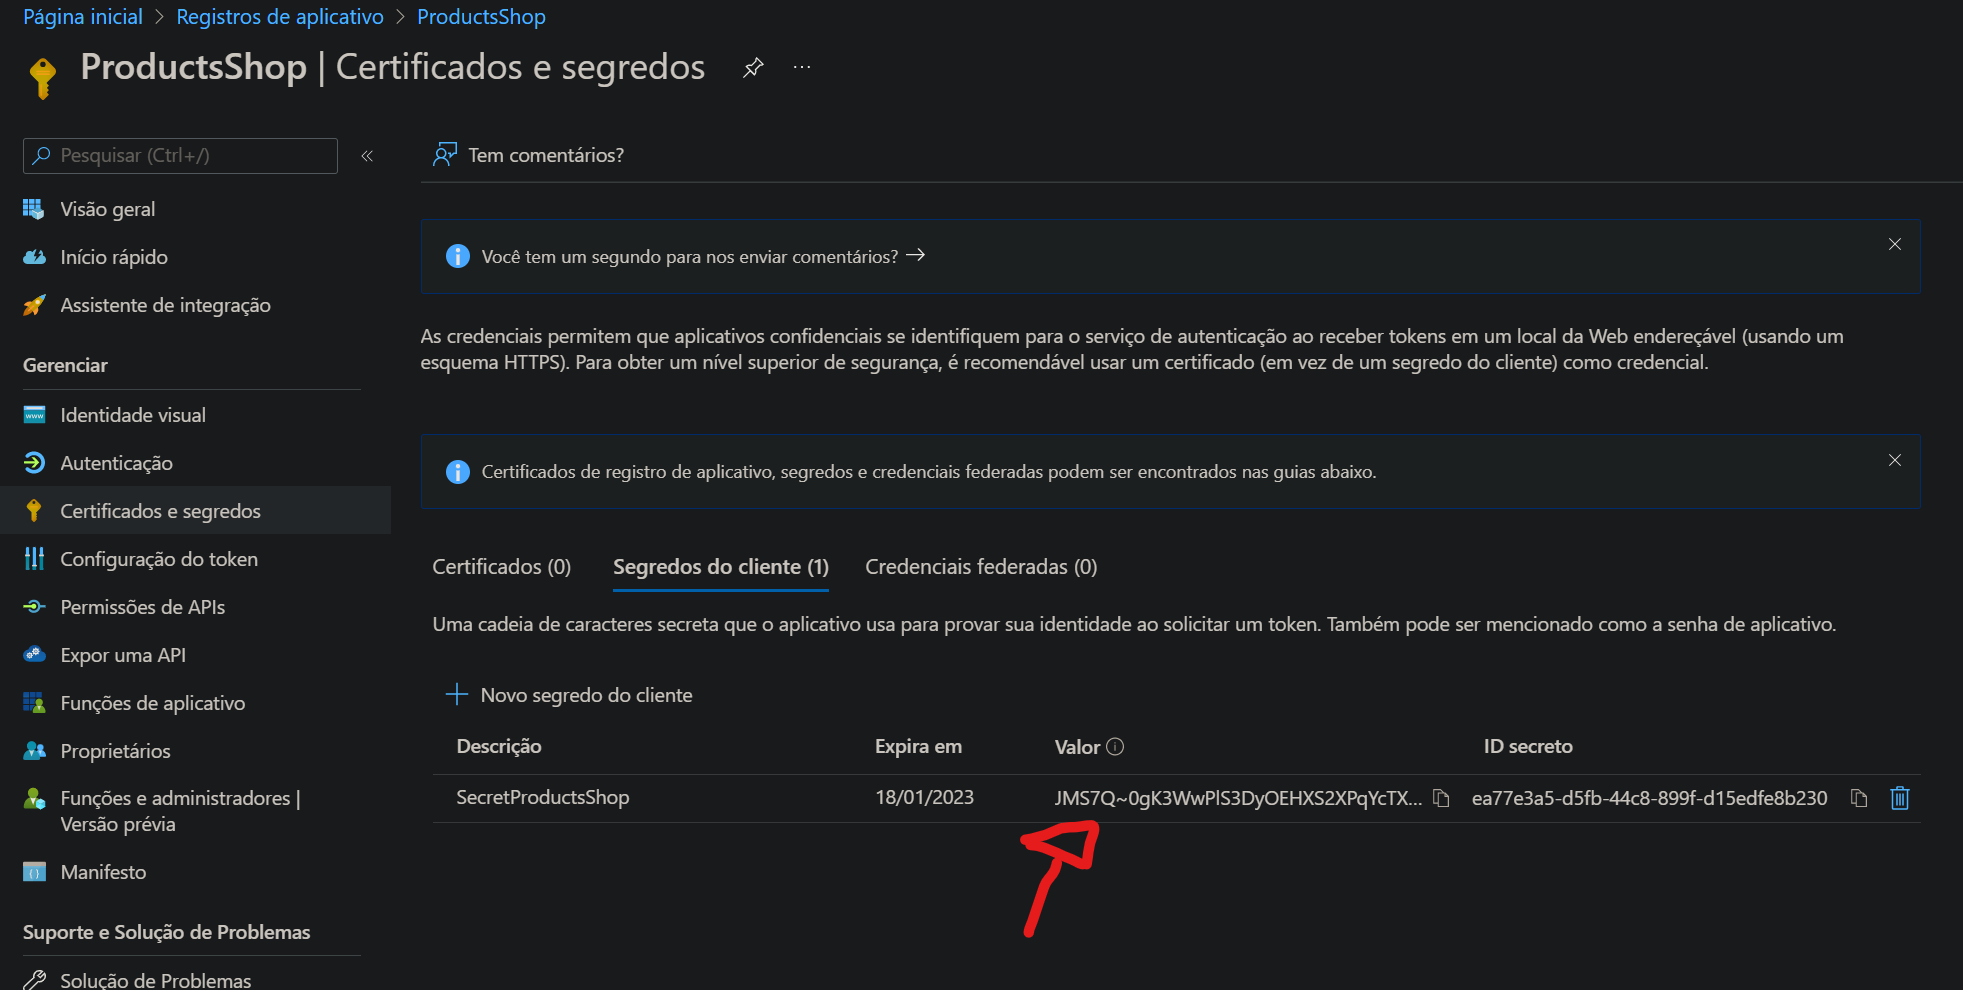 Página inicial > Registros de aplicativo > ProductsShop
ProductsShop | Certificados e segredos
Pesquisar (Ctrl+/)
Visão geral
Início rápido
Assistente de integração
Gerenciar
Identidade visual
Autenticação
Certificados e segredos
Configuração do token
Permissões de APIs
Expor uma API
Funções de aplicativo
Proprietários
Funções e administradores |
Versão prévia
Manifesto
Suporte e Solução de Problemas
Solução de Problemas
Tem comentários?
Você tem um segundo para nos enviar comentários? →
As credenciais permitem que aplicativos confidenciais se identifiquem para o serviço de autenticação ao receber tokens em um local da Web endereçável (usando um
esquema HTTPS). Para obter um nível superior de segurança, é recomendável usar um certificado (em vez de um segredo do cliente) como credencial.
Certificados de registro de aplicativo, segredos e credenciais federadas podem ser encontrados nas guias abaixo.
Certificados (0) Segredos do cliente (1) Credenciais federadas (0)
Uma cadeia de caracteres secreta que o aplicativo usa para provar sua identidade ao solicitar um token. Também pode ser mencionado como a senha de aplicativo.
Novo segredo do cliente
Descrição Expira em Valor ID secreto
SecretProductsShop 18/01/2023 JMS7Q~0gK3WwPlS3DyOEHXS2XPqYcTX... ea77e3a5-d5fb-44c8-899f-d15edfe8b230